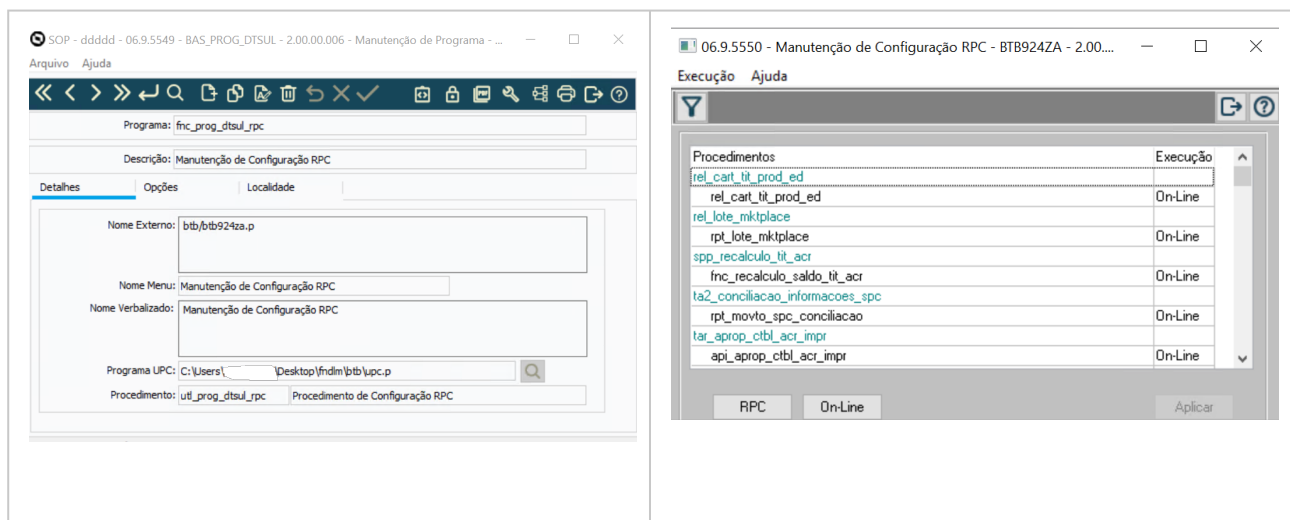 SOP - ddddd - 06.9.5549 - BAS_PROG_DTSUL - 2.00.00.006 - Manutenção de Programa - ...
Arquivo Ajuda
Programa: fnc_prog_dtsul_rpc
Descrição: Manutenção de Configuração RPC
Detalhes Opções Localidade
Nome Externo: btb/btb924za.p
Nome Menu: Manutenção de Configuração RPC
Nome Verbalizado: Manutenção de Configuração RPC
Programa UPC: C:\Users\ \Desktop\fndlm\btb\upc.p
Procedimento: utl_prog_dtsul_rpc Procedimento de Configuração RPC
06.9.5550 - Manutenção de Configuração RPC - BTB924ZA - 2.00....
Execução Ajuda
Procedimentos Execução
rel_cart_tit_prod_ed
rel_cart_tit_prod_ed On-Line
rel_lote_mktplace
rpt_lote_mktplace On-Line
spp_recalculo_tit_acr
fnc_recalculo_saldo_tit_acr On-Line
ta2_conciliacao_informacoes_spc
rpt_movto_spc_conciliacao On-Line
tar_aprop_ctbl_acr_impr
api_aprop_ctbl_acr_impr On-Line
RPC On-Line Aplicar